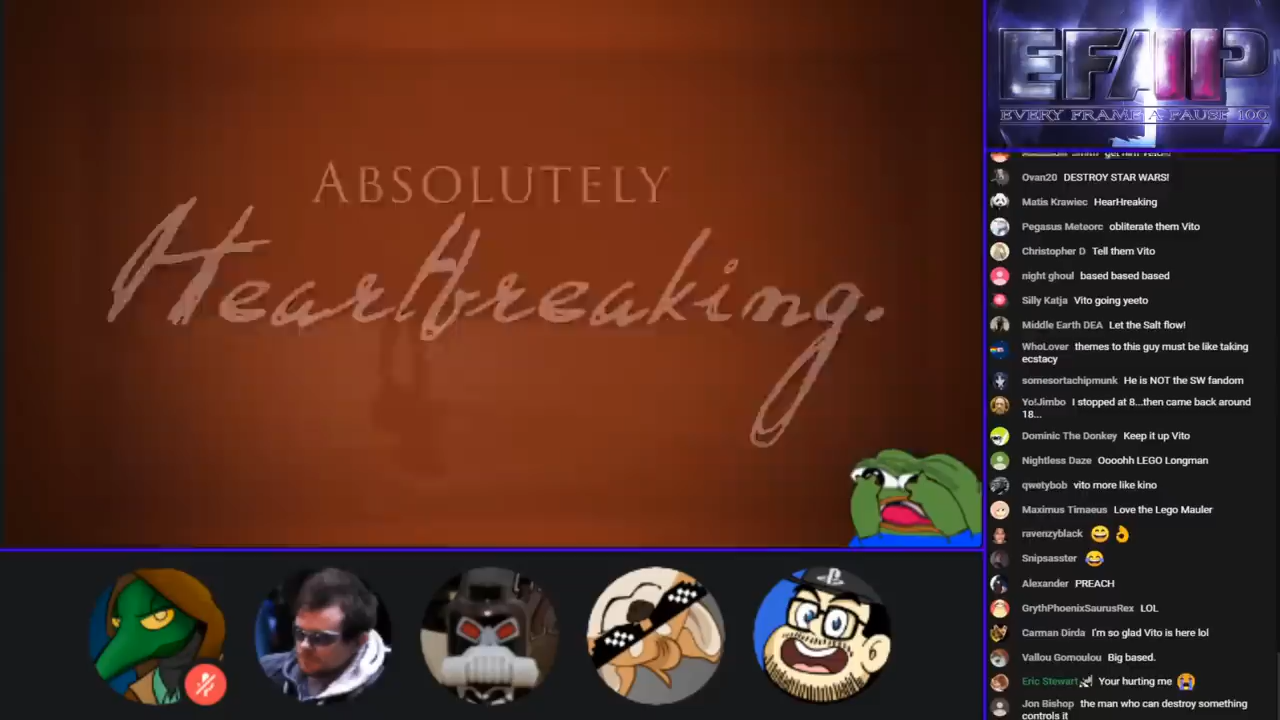 ABSOLUTELY
Heartbreaking.
EFAP
EVERY FRAME A PAUSE 100
Ovan20 DESTROY STAR WARS!
Matis Krawiec HearHreaking
Pegasus Meteorc obliterate them Vito
Christopher D Tell them Vito
night ghoul based based based
Silly Katja Vito going yeeto
Middle Earth DEA Let the Salt flow!
WhoLover themes to this guy must be like taking
ecstacy
somesortachipmunk He is NOT the SW fandom
Yo!Jimbo I stopped at 8...then came back around
18...
Dominic The Donkey Keep it up Vito
Nightless Daze Oooohh LEGO Longman
qwetybob vito more like kino
Maximus Timaeus Love the Lego Mauler
ravenzyblack 😄 👌
Snipsasster 😂
Alexander PREACH
GrythPhoenixSaurusRex LOL
Carman Dirda I'm so glad Vito is here lol
Vallou Gomoulou Big based.
Eric Stewart Your hurting me 😭
Jon Bishop the man who can destroy something
controls it